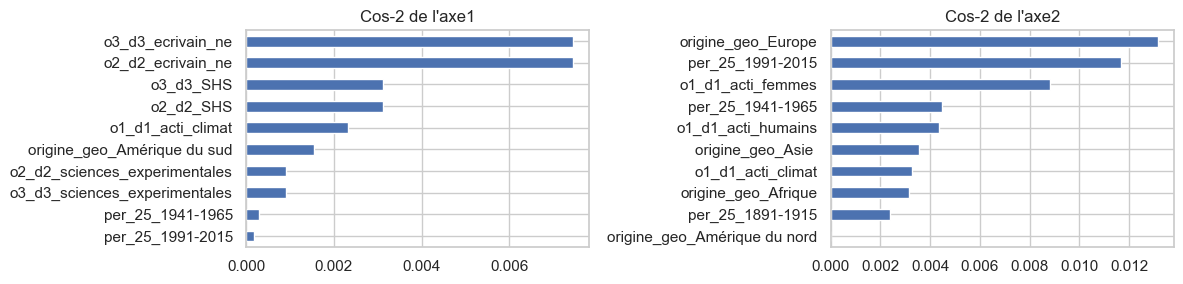 Cos-2 de l'axe1
o3_d3_ecrivain_ne
o2_d2_ecrivain_ne
o3_d3_SHS
o2_d2_SHS
o1_d1_acti_climat
origine_geo_Amérique du sud
o2_d2_sciences_experimentales
o3_d3_sciences_experimentales
per_25_1941-1965
per_25_1991-2015
0.000 0.002 0.004 0.006
Cos-2 de l'axe2
origine_geo_Europe
per_25_1991-2015
o1_d1_acti_femmes
per_25_1941-1965
o1_d1_acti_humains
origine_geo_Asie
o1_d1_acti_climat
origine_geo_Afrique
per_25_1891-1915
origine_geo_Amérique du nord
0.000 0.002 0.004 0.006 0.008 0.010 0.012